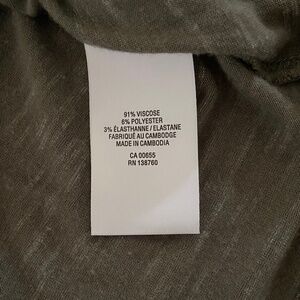 91% VISCOSE
6% POLYESTER
3% ÉLASTHANNE / ELASTANE
FABRIQUÉ AU CAMBODGE
MADE IN CAMBODIA
CA 00655
RN 138760